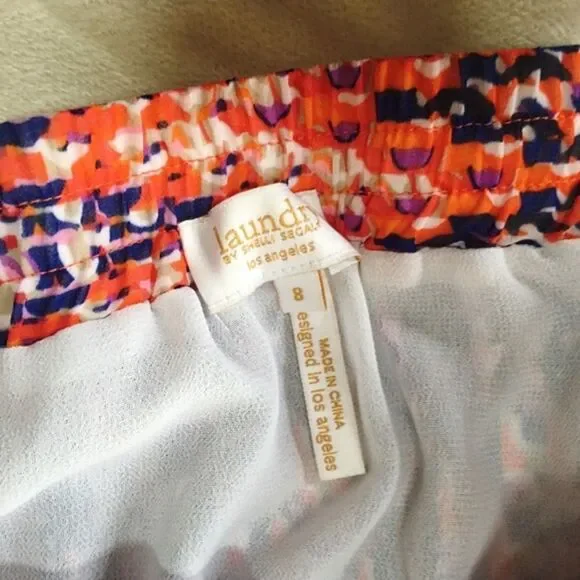 laundry
BY SHELLI SEGAL
los angeles
8
MADE IN CHINA
esigned in los angeles